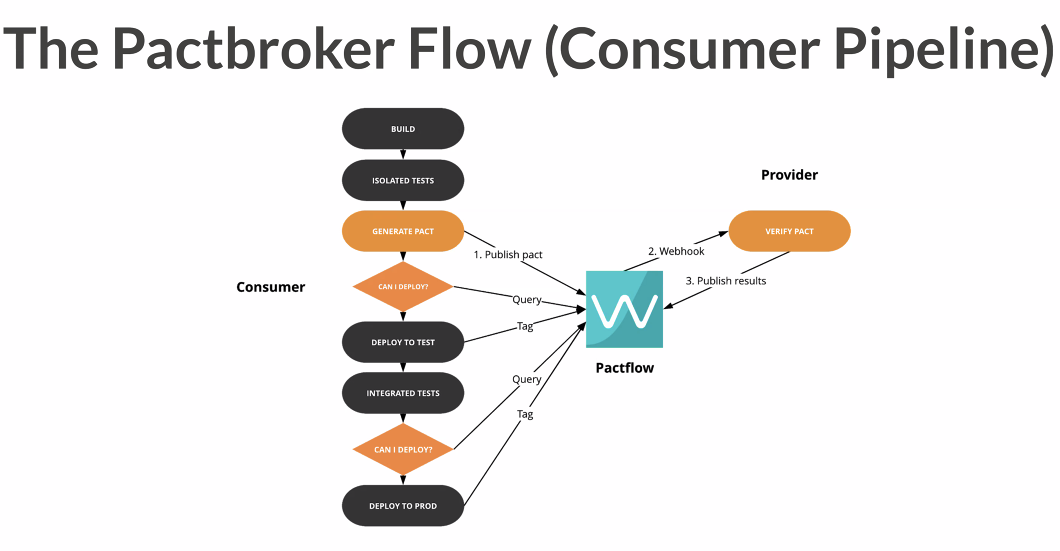 The Pactbroker Flow (Consumer Pipeline)
BUILD
ISOLATED TESTS
Provider
GENERATE PACT
VERIFY PACT
1. Publish pact
2. Webhook
3. Publish results
Consumer
CAN I DEPLOY?
Query
Tag
DEPLOY TO TEST
Pactflow
INTEGRATED TESTS
Query
Tag
CAN I DEPLOY?
DEPLOY TO PROD